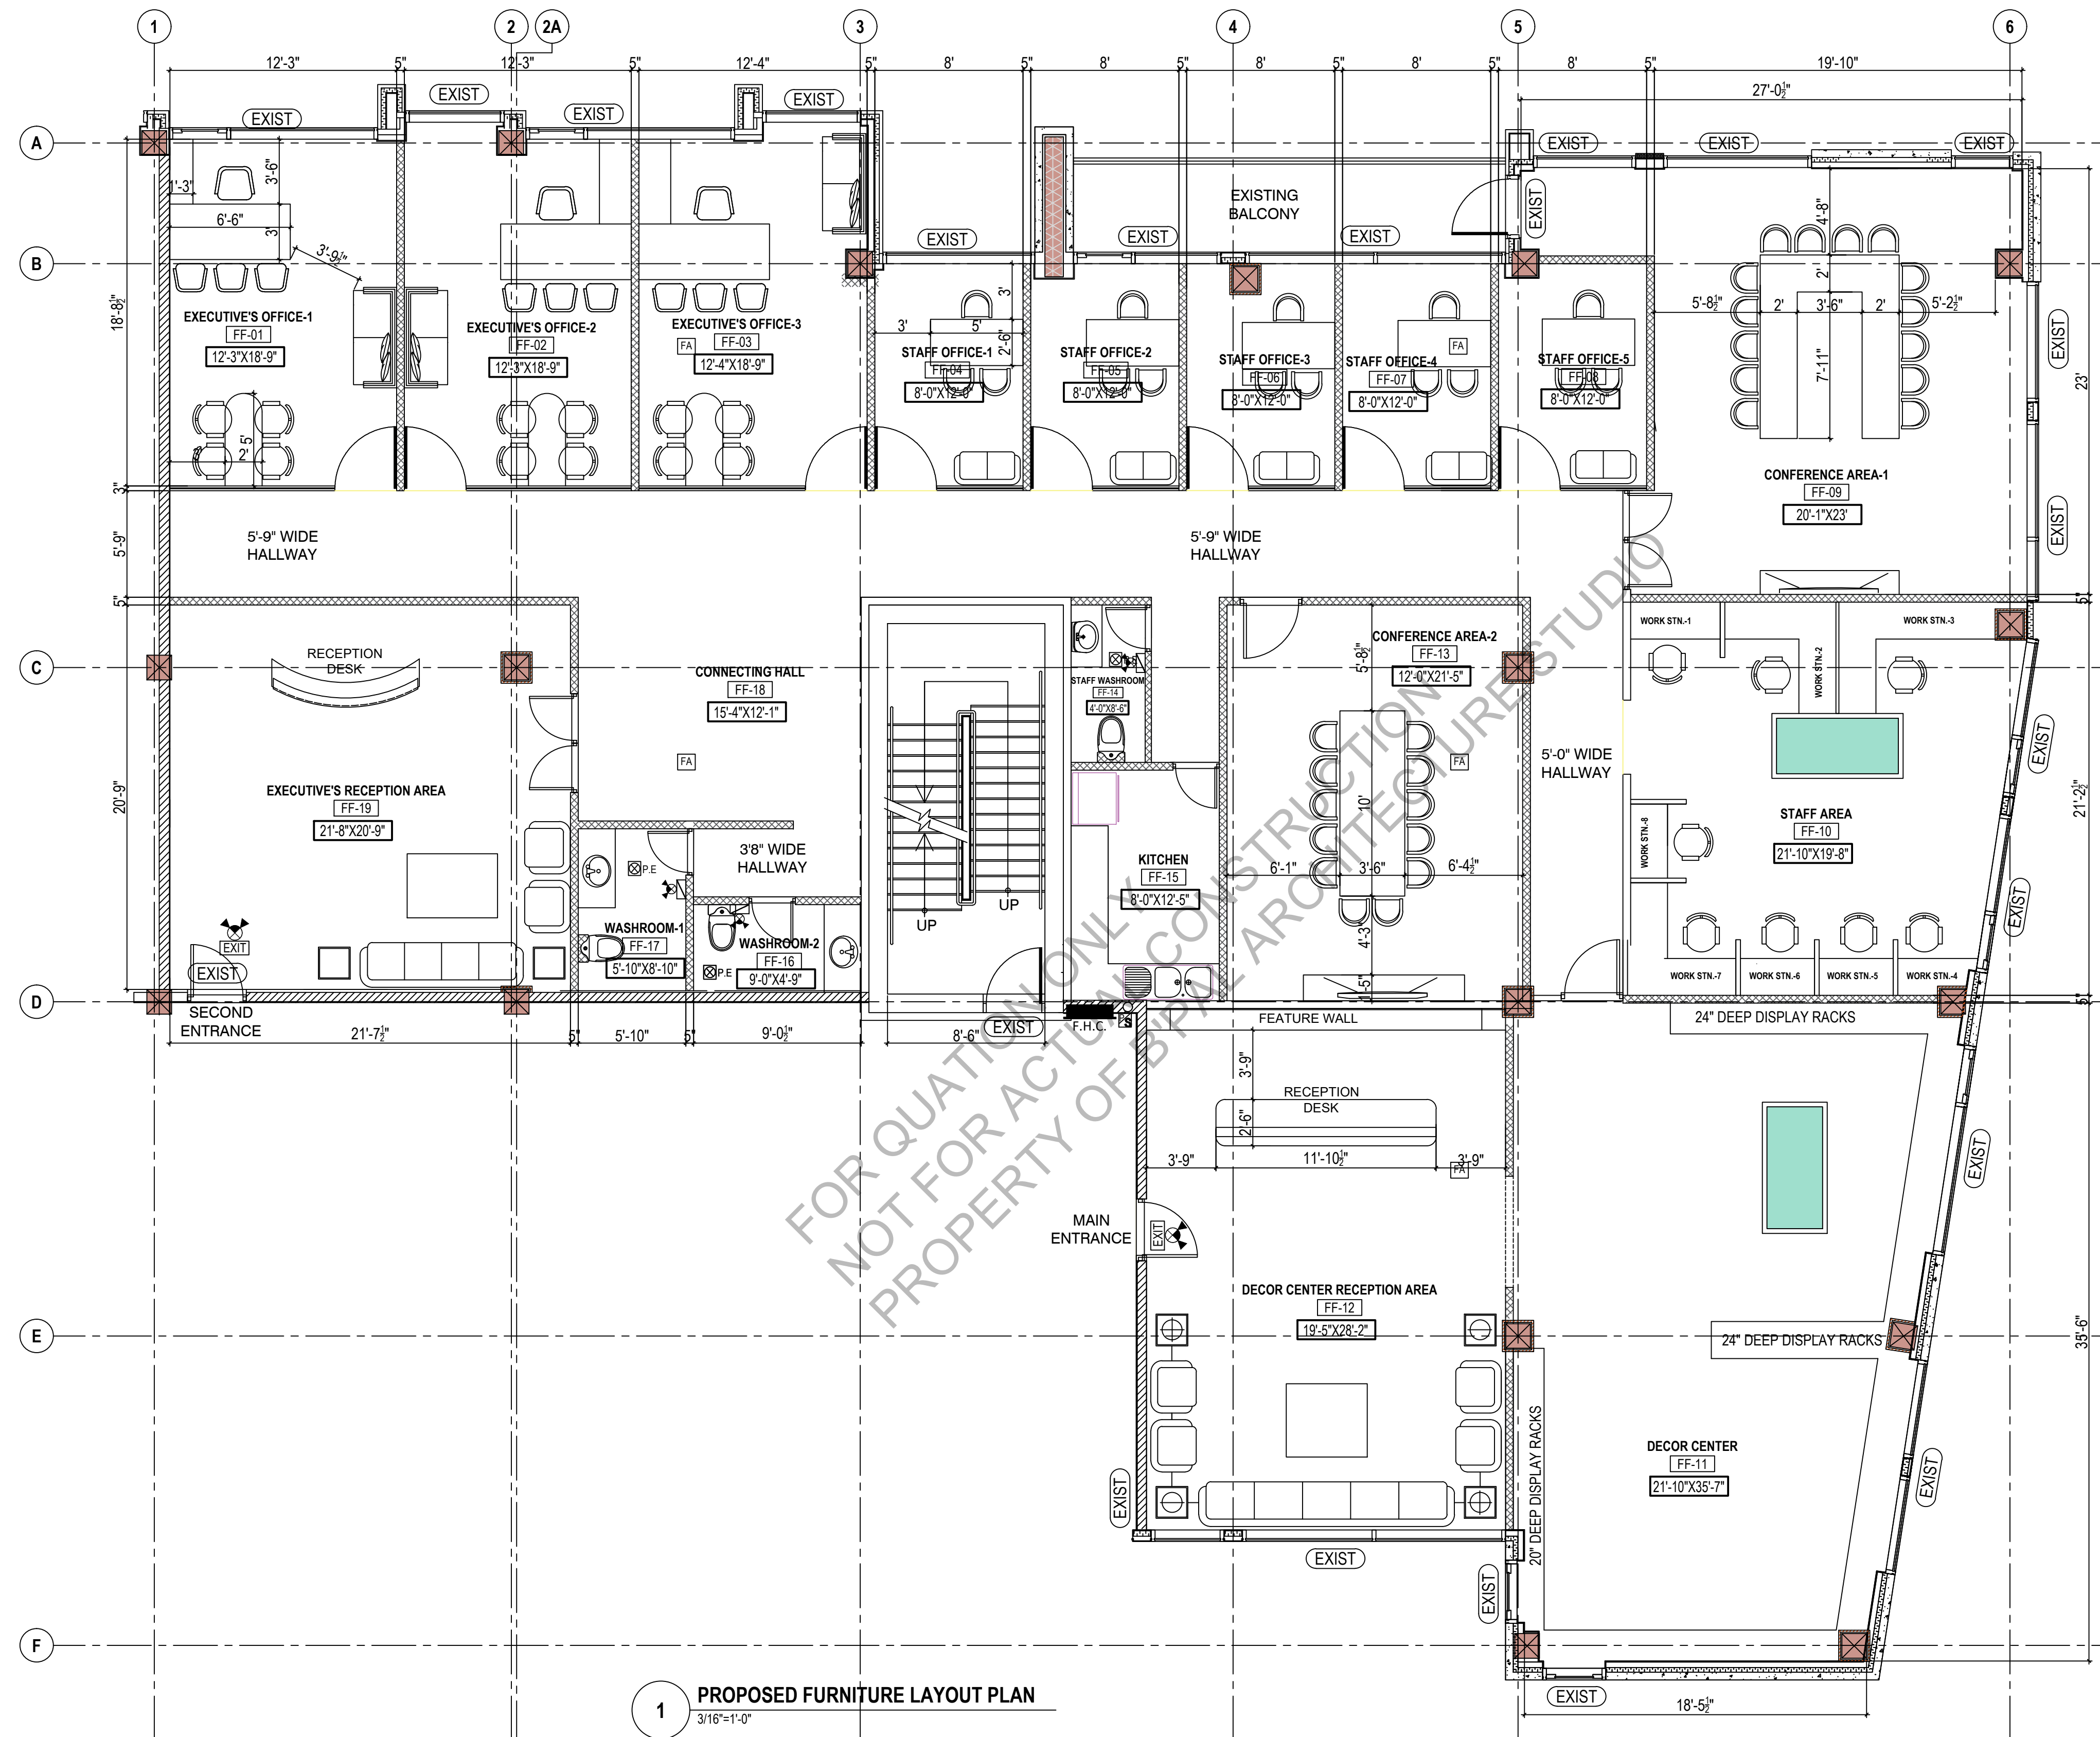 1
2
2A
3
4
5
6
12'-3"
5"
12'-3"
5"
12'-4"
5"
8'
5"
8'
5"
8'
5"
8'
5"
8'
5"
19'-10"
27'-0½"
EXIST
EXIST
EXIST
EXIST
EXIST
EXIST
EXIST
A
B
C
D
E
F
3'-6"
1'-3"
6'-6"
3'
3'-9½"
18'-8½"
EXISTING
BALCONY
EXIST
EXIST
EXIST
EXIST
4'-8"
2'
5'-8½"
2'
3'-6"
2'
5'-2½"
7'-11"
EXIST
23'
EXECUTIVE'S OFFICE-1
FF-01
12'-3"X18'-9"
EXECUTIVE'S OFFICE-2
FF-02
12'-3"X18'-9"
EXECUTIVE'S OFFICE-3
FF-03
12'-4"X18'-9"
FA
3'
5'
3'
2'-6"
STAFF OFFICE-1
FF-04
8'-0"X12'-0"
STAFF OFFICE-2
FF-05
8'-0"X12'-0"
STAFF OFFICE-3
FF-06
8'-0"X12'-0"
STAFF OFFICE-4
FF-07
8'-0"X12'-0"
FA
STAFF OFFICE-5
FF-08
8'-0"X12'-0"
5'
2'
CONFERENCE AREA-1
FF-09
20'-1"X23'
EXIST
3"
5'-9"
5"
5'-9" WIDE
HALLWAY
5'-9" WIDE
HALLWAY
5"
RECEPTION
DESK
CONNECTING HALL
FF-18
15'-4"X12'-1"
FA
STAFF WASHROOM
FF-14
4'-0"X8'-6"
5'-8½"
CONFERENCE AREA-2
FF-13
12'-0"X21'-5"
FA
WORK STN.-1
WORK STN.-2
WORK STN.-3
5'-0" WIDE
HALLWAY
EXIST
EXECUTIVE'S RECEPTION AREA
FF-19
21'-8"X20'-9"
20'-9"
3'8" WIDE
HALLWAY
P.E
UP
UP
KITCHEN
FF-15
8'-0"X12'-5"
10'
6'-1"
3'-6"
6'-4½"
4'-3"
1'-5"
STAFF AREA
FF-10
21'-10"X19'-8"
WORK STN.-8
21'-2½"
EXIST
EXIT
EXIST
WASHROOM-1
FF-17
5'-10"X8'-10"
WASHROOM-2
FF-16
9'-0"X4'-9"
P.E
WORK STN.-7
WORK STN.-6
WORK STN.-5
WORK STN.-4
5"
SECOND
ENTRANCE
21'-7½"
5"
5'-10"
5"
9'-0½"
8'-6"
EXIST
F.H.C.
S
FEATURE WALL
24" DEEP DISPLAY RACKS
3'-9"
RECEPTION
DESK
2'-6"
3'-9"
11'-10½"
3'-9"
FA
MAIN
ENTRANCE
EXIT
EXIST
DECOR CENTER RECEPTION AREA
FF-12
19'-5"X28'-2"
24" DEEP DISPLAY RACKS
35'-6"
20" DEEP DISPLAY RACKS
DECOR CENTER
FF-11
21'-10"X35'-7"
EXIST
EXIST
EXIST
EXIST
EXIST
18'-5½"
FOR QUATION ONLY
NOT FOR ACTUAL CONSTRUCTION
PROPERTY OF BIPAL ARCHITECTURE STUDIO
1
PROPOSED FURNITURE LAYOUT PLAN
3/16"=1'-0"